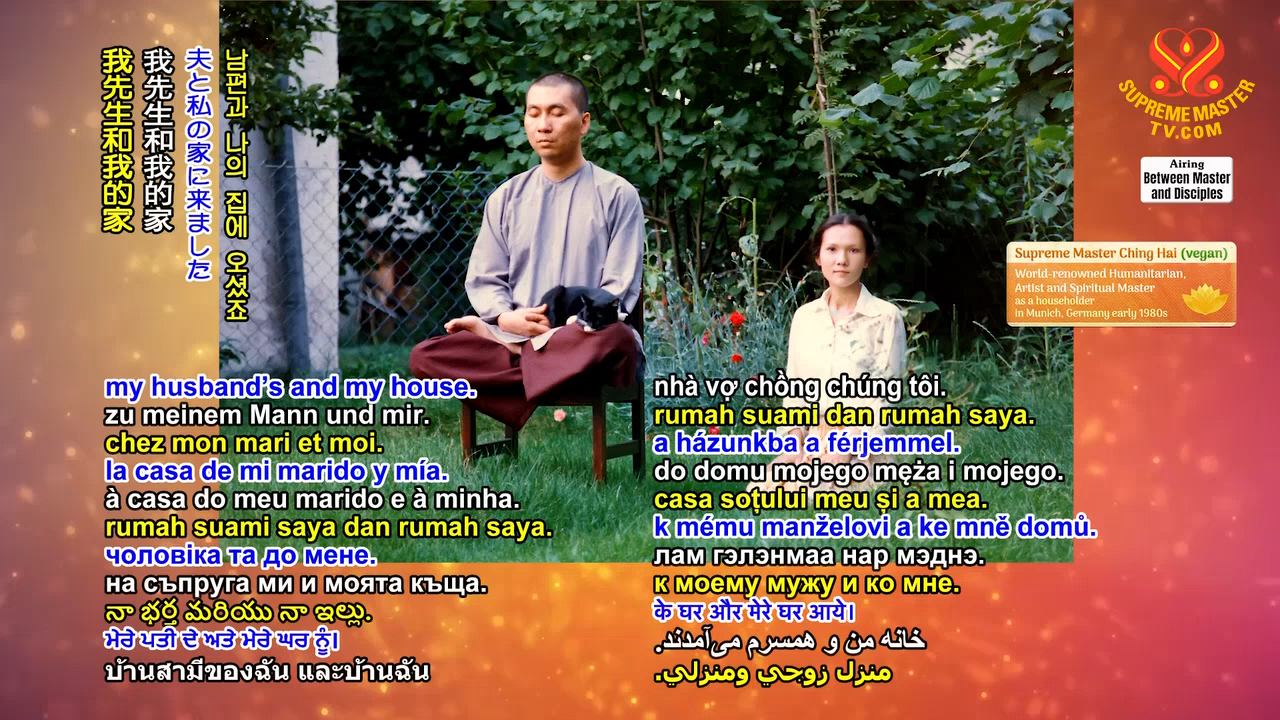 我先生和我的家
我先生和我的家
夫と私の家に来ました
남편과 나의 집에 오셨죠
SUPREME MASTER
TV.COM
Airing
Between Master
and Disciples
Supreme Master Ching Hai (vegan)
World-renowned Humanitarian,
Artist and Spiritual Master
as a householder
in Munich, Germany early 1980s
my husband's and my house.
zu meinem Mann und mir.
chez mon mari et moi.
la casa de mi marido y mía.
à casa do meu marido e à minha.
rumah suami saya dan rumah saya.
чоловіка та до мене.
на съпруга ми и моята къща.
నా భర్త మరియు నా ఇల్లు.
ਮੇਰੇ ਪਤੀ ਦੇ ਅਤੇ ਮੇਰੇ ਘਰ ਨੂੰ।
บ้านสามีของฉัน และบ้านฉัน
nhà vợ chồng chúng tôi.
rumah suami dan rumah saya.
a házunkba a férjemmel.
do domu mojego męża i mojego.
casa soțului meu și a mea.
k mému manželovi a ke mně domů.
лам гэлэнмаа нар мэднэ.
к моему мужу и ко мне.
के घर और मेरे घर आये।
خانه من و همسرم می‌آمدند.
منزل زوجي ومنزلي.